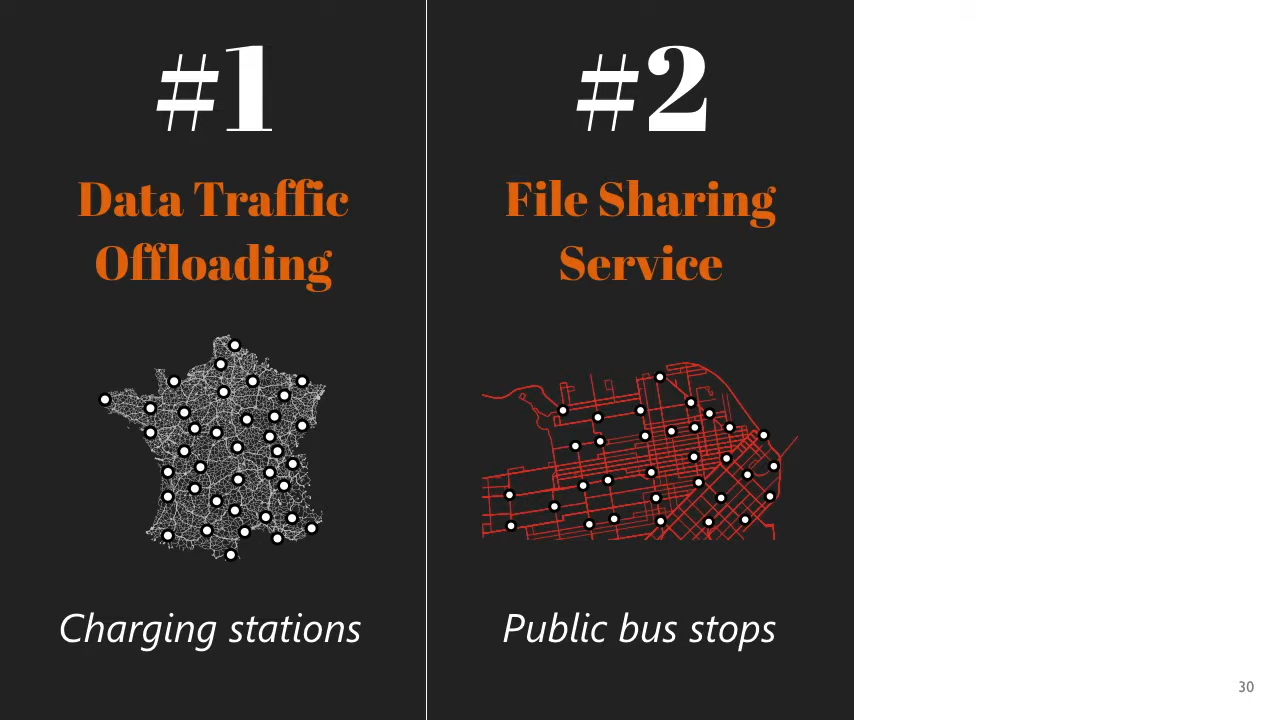 #1
Data Traffic
Offloading
Charging stations
#2
File Sharing
Service
Public bus stops
30